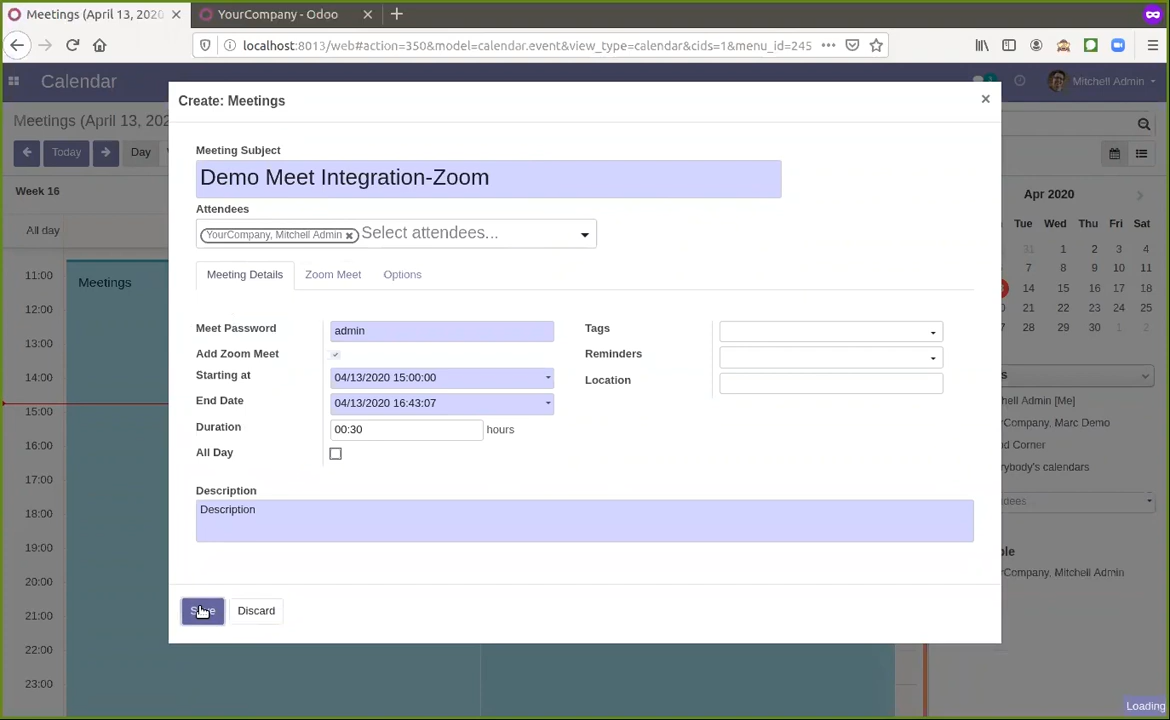 Meetings (April 13, 2020
YourCompany - Odoo
localhost:8013/web#action=350&model=calendar.event&view_type=calendar&cids=1&menu_id=245
Calendar
Mitchell Admin
Create: Meetings
Meetings (April 13, 202
Today
Day
Meeting Subject
Demo Meet Integration-Zoom
Week 16
Apr 2020
Attendees
YourCompany, Mitchell Admin
Select attendees...
All day
Tue Wed Thu Fri Sat
31 1 2 3 4
7 8 9 10 11
14 15 16 17 18
21 22 23 24 25
28 29 30 1 2
Meeting Details
Zoom Meet
Options
11:00
Meetings
12:00
13:00
14:00
15:00
16:00
17:00
18:00
19:00
20:00
21:00
22:00
23:00
Meet Password
admin
Tags
Add Zoom Meet
Reminders
Starting at
04/13/2020 15:00:00
Location
End Date
04/13/2020 16:43:07
Duration
00:30
hours
All Day
hell Admin [Me]
rCompany, Marc Demo
nd Corner
rybody's calendars
dees
Description
Description
ble
urCompany, Mitchell Admin
Discard
Loading